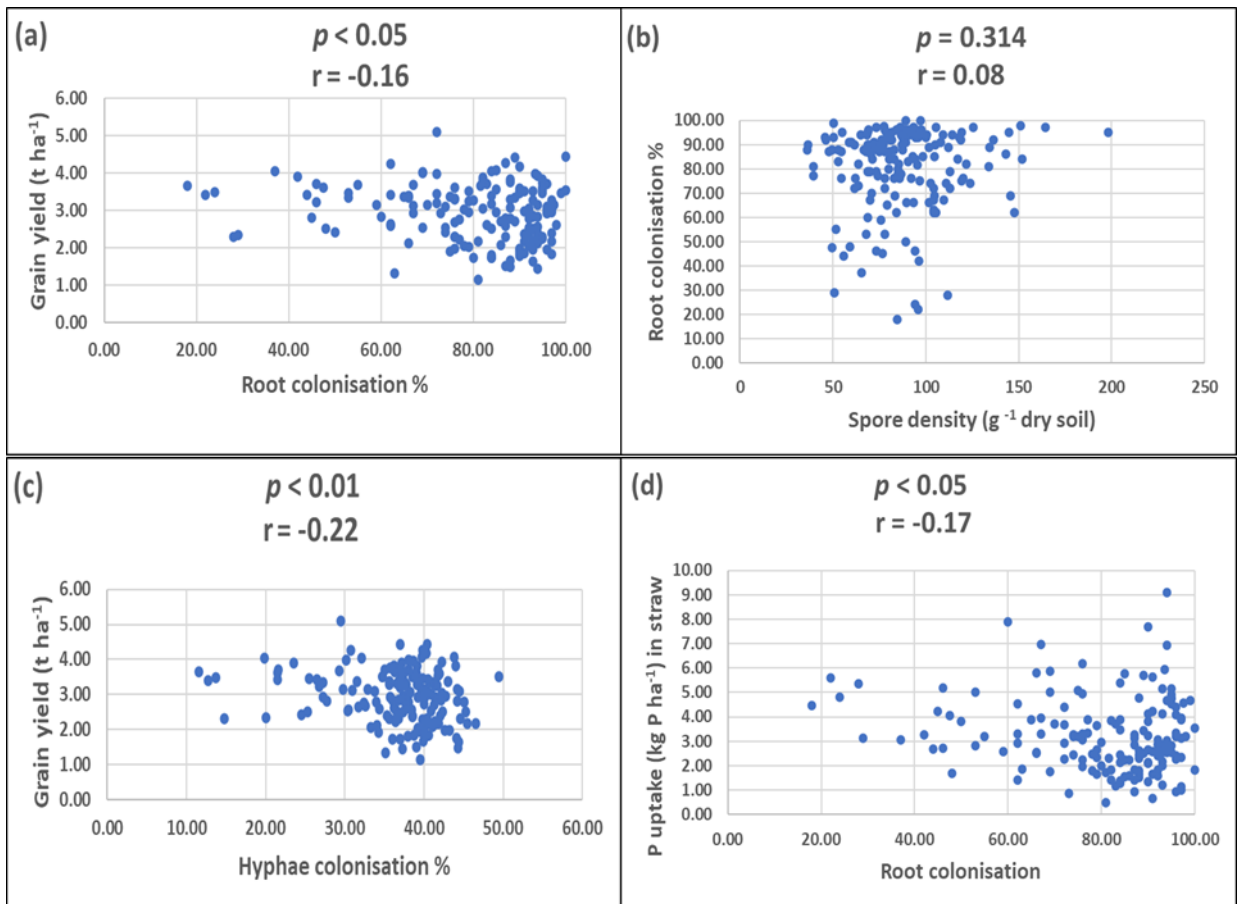 (a)
p < 0.05
r = -0.16
Grain yield (t ha⁻¹)
6.00
5.00
4.00
3.00
2.00
1.00
0.00
0.00 20.00 40.00 60.00 80.00 100.00
Root colonisation %
(b)
p = 0.314
r = 0.08
Root colonisation %
100.00
90.00
80.00
70.00
60.00
50.00
40.00
30.00
20.00
10.00
0.00
0 50 100 150 200 250
Spore density (g ⁻¹ dry soil)
(c)
p < 0.01
r = -0.22
Grain yield (t ha⁻¹)
6.00
5.00
4.00
3.00
2.00
1.00
0.00
0.00 10.00 20.00 30.00 40.00 50.00 60.00
Hyphae colonisation %
(d)
p < 0.05
r = -0.17
P uptake (kg P ha⁻¹) in straw
10.00
9.00
8.00
7.00
6.00
5.00
4.00
3.00
2.00
1.00
0.00
0.00 20.00 40.00 60.00 80.00 100.00
Root colonisation